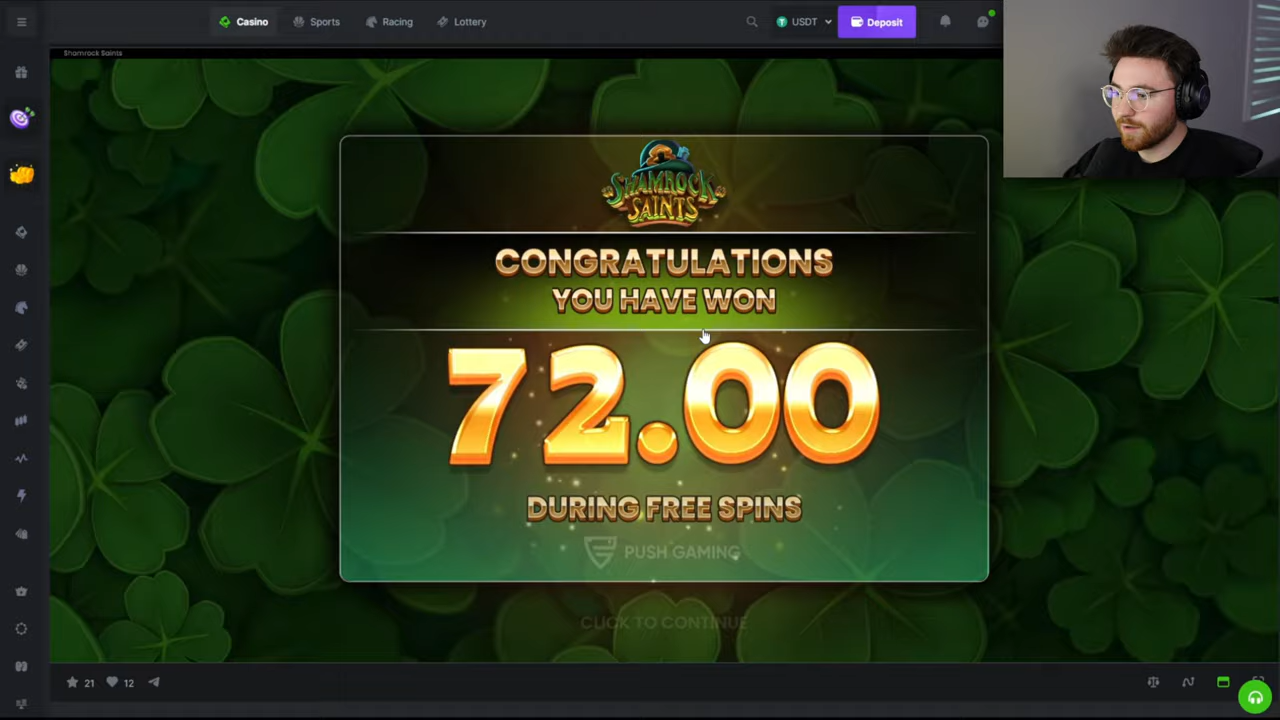 Casino
Sports
Racing
Lottery
USDT
Deposit
Shamrock Saints
SHAMROCK
SAINTS
CONGRATULATIONS
YOU HAVE WON
72.00
DURING FREE SPINS
PUSH GAMING
CLICK TO CONTINUE
21
12